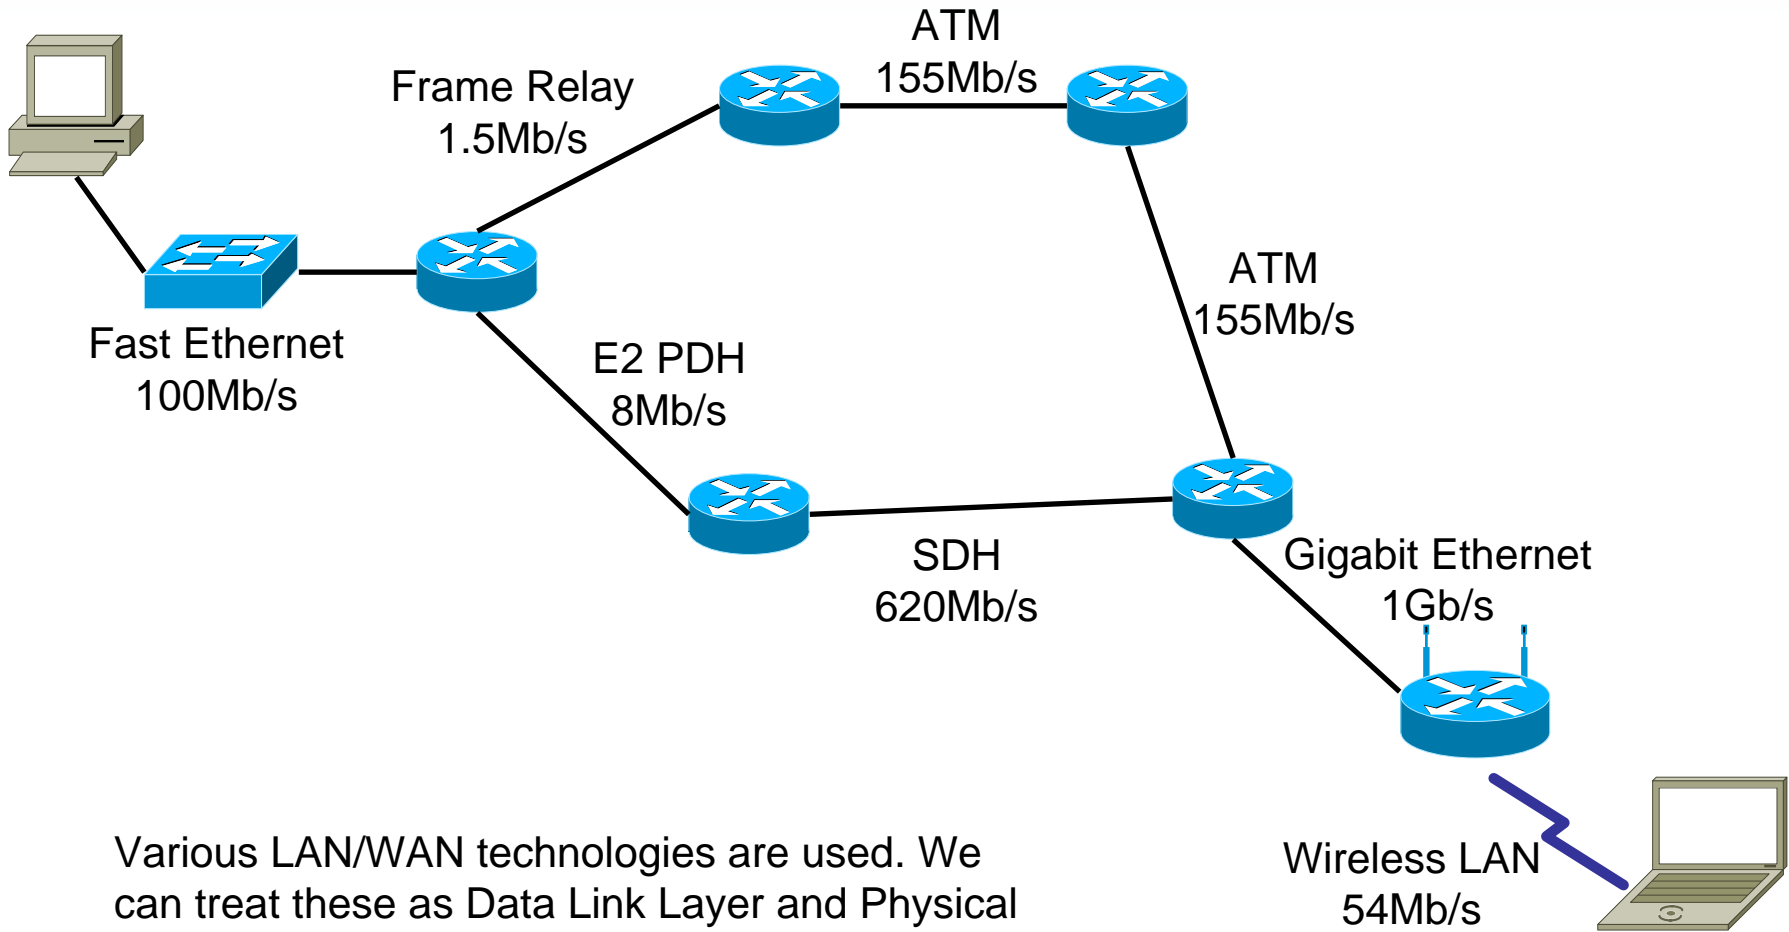 ATM
155Mb/s
Frame Relay
1.5Mb/s
ATM
155Mb/s
Fast Ethernet
100Mb/s
E2 PDH
8Mb/s
SDH
620Mb/s
Gigabit Ethernet
1Gb/s
Various LAN/WAN technologies are used. We
can treat these as Data Link Layer and Physical
Wireless LAN
54Mb/s